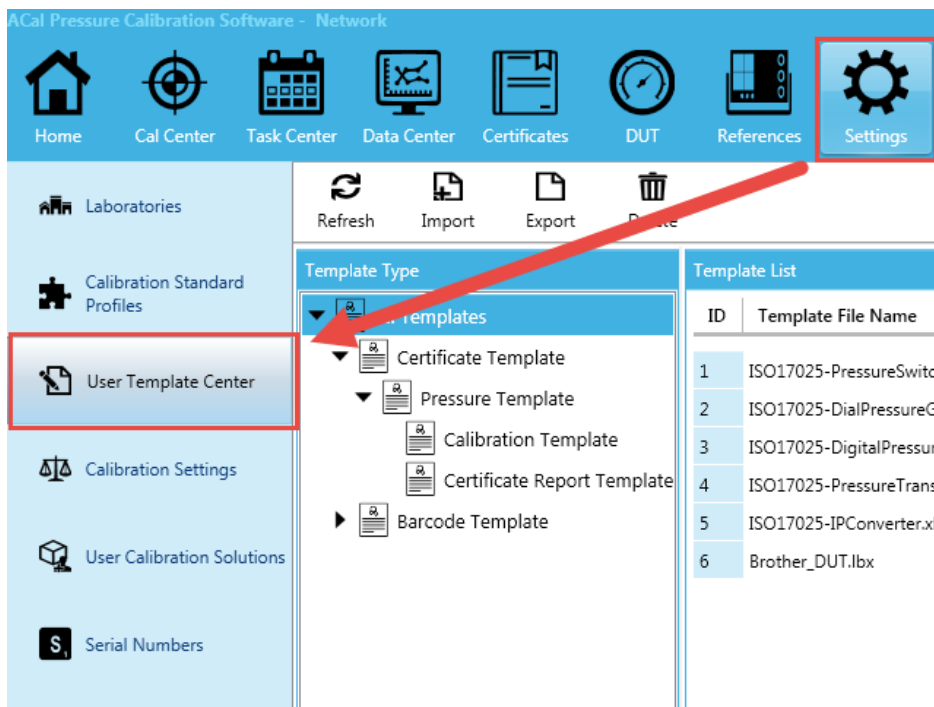 ACal Pressure Calibration Software - Network
Home
Cal Center
Task Center
Data Center
Certificates
DUT
References
Settings
Laboratories
Calibration Standard
Profiles
User Template Center
Calibration Settings
User Calibration Solutions
Serial Numbers
Refresh
Import
Export
Template Type
Templates
Certificate Template
Pressure Template
Calibration Template
Certificate Report Template
Barcode Template
Template List
ID Template File Name
1 ISO17025-PressureSwitc
2 ISO17025-DialPressureG
3 ISO17025-DigitalPressur
4 ISO17025-PressureTrans
5 ISO17025-IPConverter.xl
6 Brother_DUT.lbx